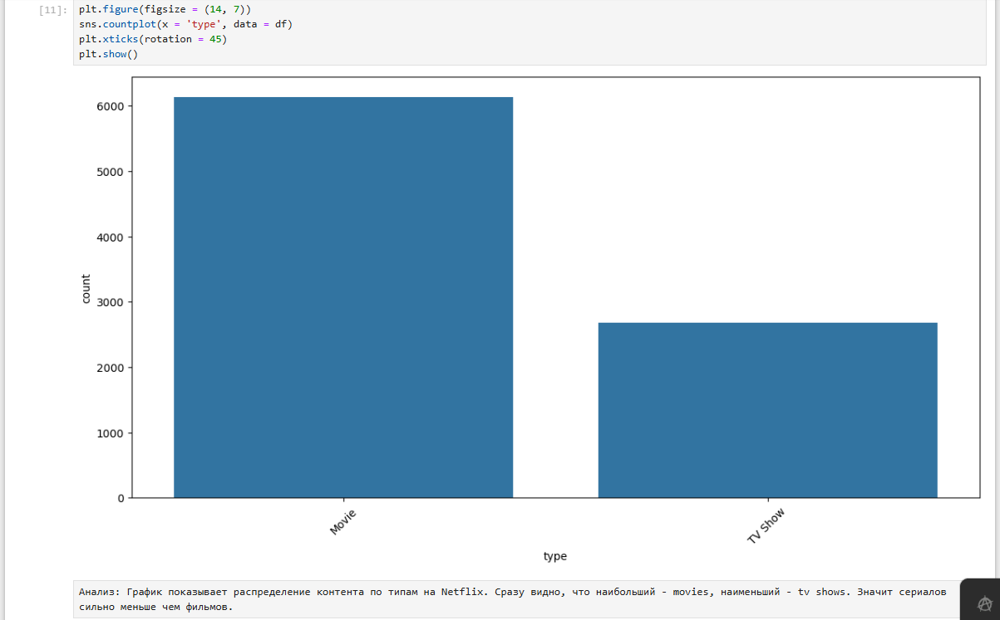 [11]:
plt.figure(figsize = (14, 7))
sns.countplot(x = 'type', data = df)
plt.xticks(rotation = 45)
plt.show()
6000
5000
4000
3000
2000
1000
0
count
Movie
TV Show
type
Анализ: График показывает распределение контента по типам на Netflix. Сразу видно, что наибольший - movies, наименьший - tv shows. Значит сериалов
сильно меньше чем фильмов.